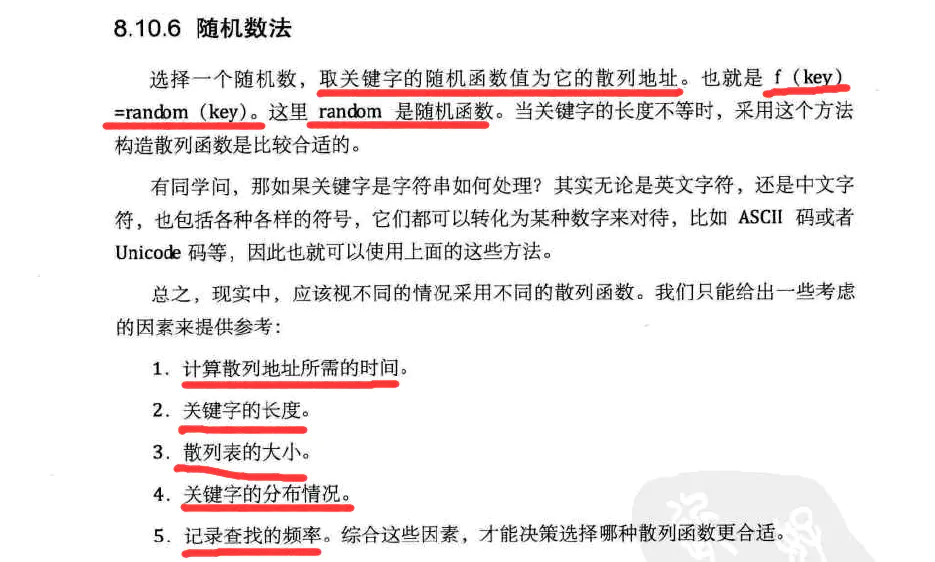 8.10.6 随机数法
选择一个随机数，取关键字的随机函数值为它的散列地址。也就是 f（key）
=random（key）。这里 random 是随机函数。当关键字的长度不等时，采用这个方法
构造散列函数是比较合适的。
有同学问，那如果关键字是字符串如何处理？其实无论是英文字符，还是中文字
符，也包括各种各样的符号，它们都可以转化为某种数字来对待，比如 ASCII 码或者
Unicode 码等，因此也就可以使用上面的这些方法。
总之，现实中，应该视不同的情况采用不同的散列函数。我们只能给出一些考虑
的因素来提供参考：
1．计算散列地址所需的时间。
2．关键字的长度。
3．散列表的大小。
4．关键字的分布情况。
5．记录查找的频率。综合这些因素，才能决策选择哪种散列函数更合适。